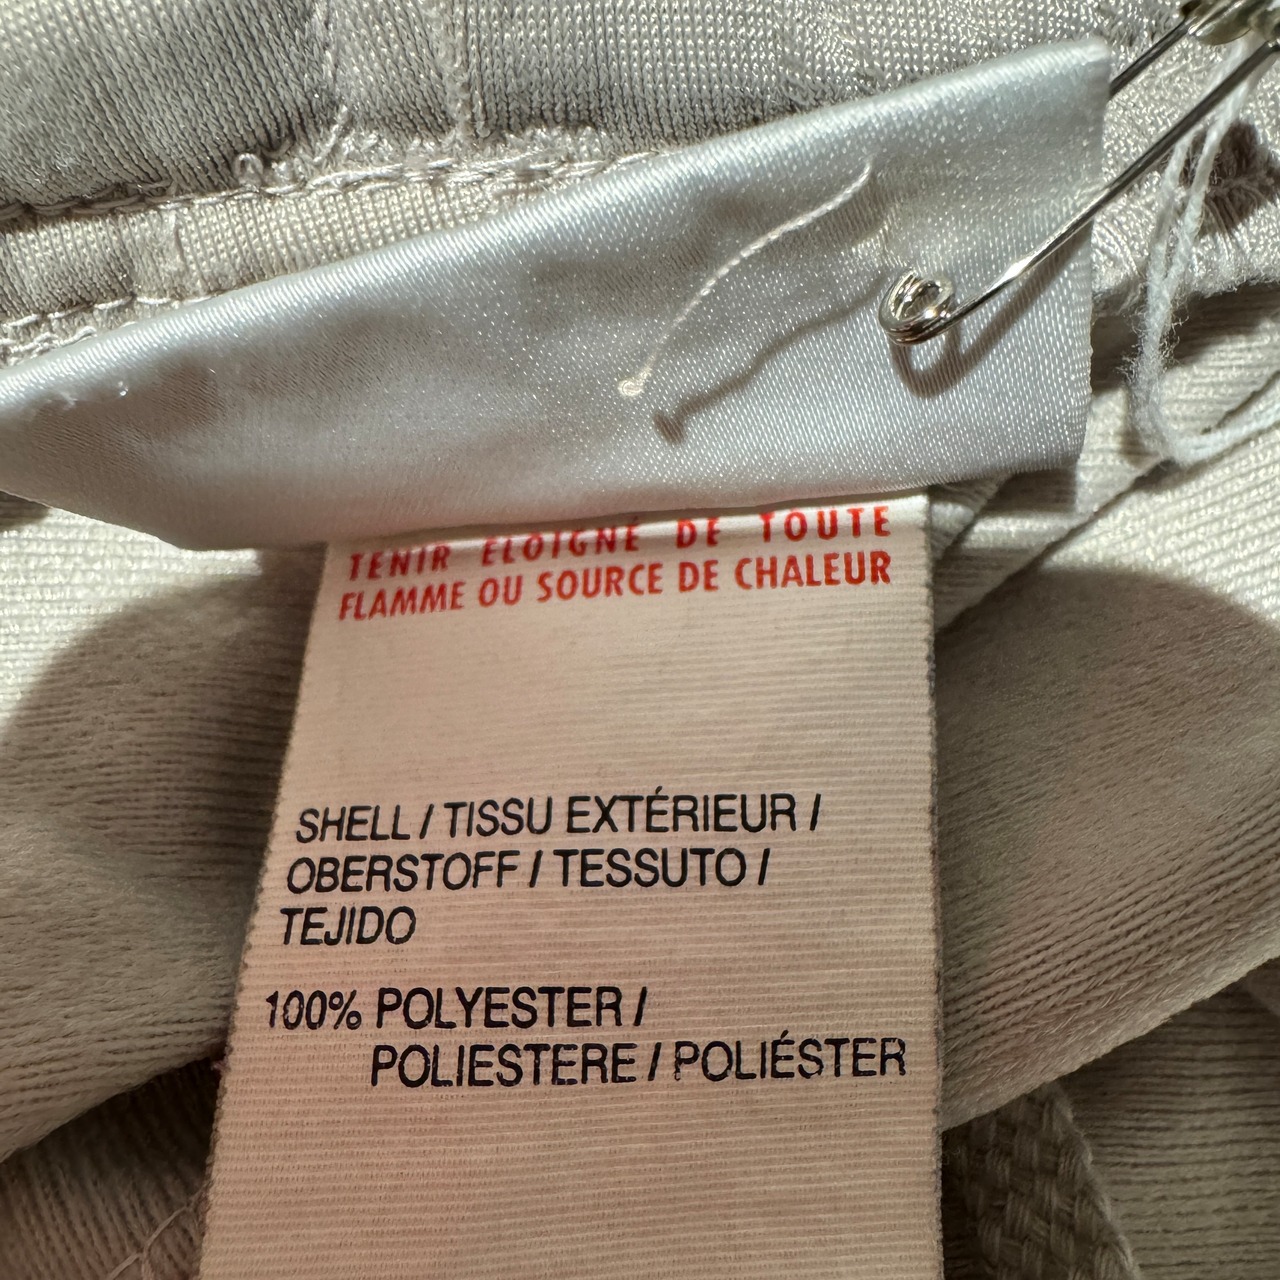 TENIR ÉLOIGNÉ DE TOUTE
FLAMME OU SOURCE DE CHALEUR
SHELL / TISSU EXTÉRIEUR /
OBERSTOFF / TESSUTO /
TEJIDO
100% POLYESTER /
POLIESTERE / POLIÉSTER